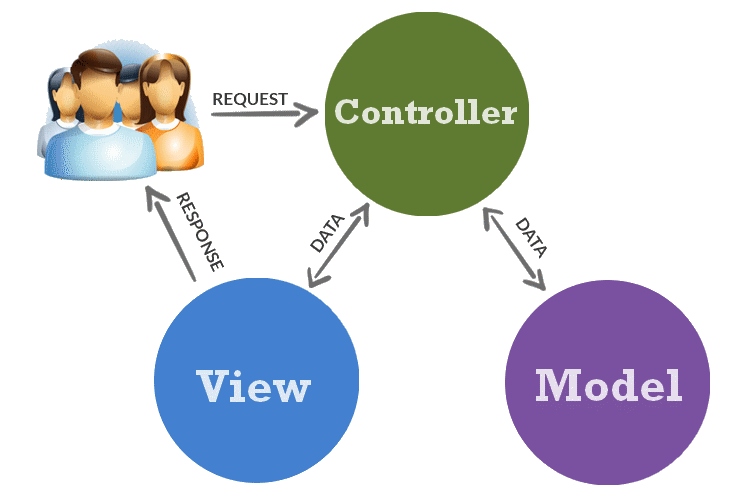 REQUEST
Controller
RESPONSE
DATA
DATA
View
Model